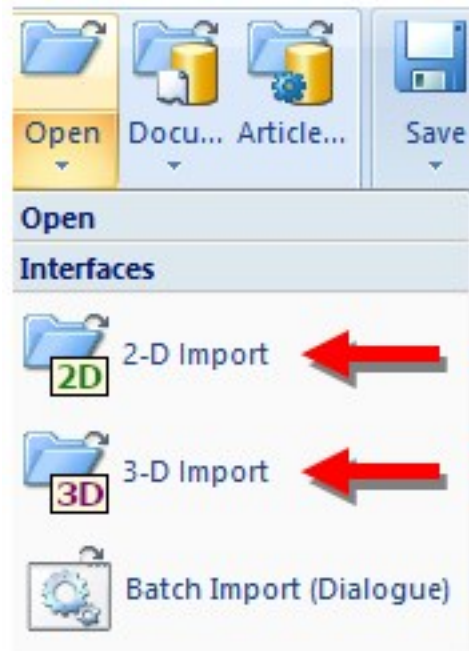 Open Docu... Article... Save
Open
Interfaces
2D 2-D Import
3D 3-D Import
Batch Import (Dialogue)